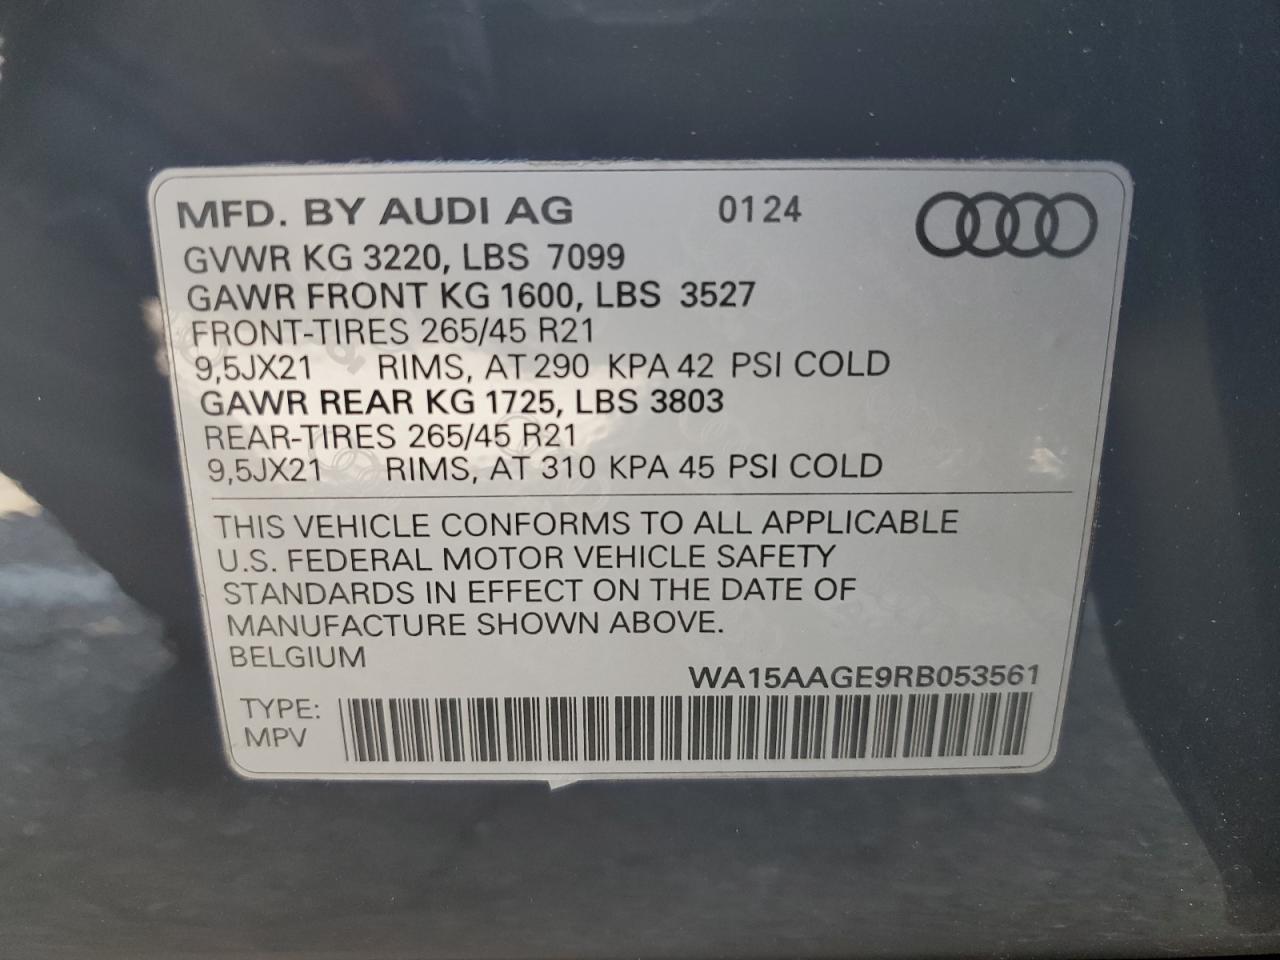 MFD. BY AUDI AG 0124
GVWR KG 3220, LBS 7099
GAWR FRONT KG 1600, LBS 3527
FRONT-TIRES 265/45 R21
9,5JX21 RIMS, AT 290 KPA 42 PSI COLD
GAWR REAR KG 1725, LBS 3803
REAR-TIRES 265/45 R21
9,5JX21 RIMS, AT 310 KPA 45 PSI COLD
THIS VEHICLE CONFORMS TO ALL APPLICABLE
U.S. FEDERAL MOTOR VEHICLE SAFETY
STANDARDS IN EFFECT ON THE DATE OF
MANUFACTURE SHOWN ABOVE.
BELGIUM
WA15AAGE9RB053561
TYPE:
MPV